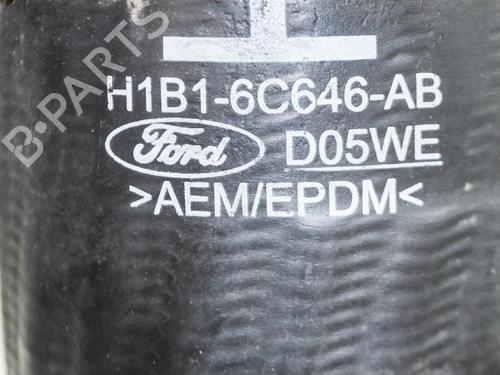 B-PARTS
H1B1-6C646-AB
Ford D05WE
>AEM/EPDM<